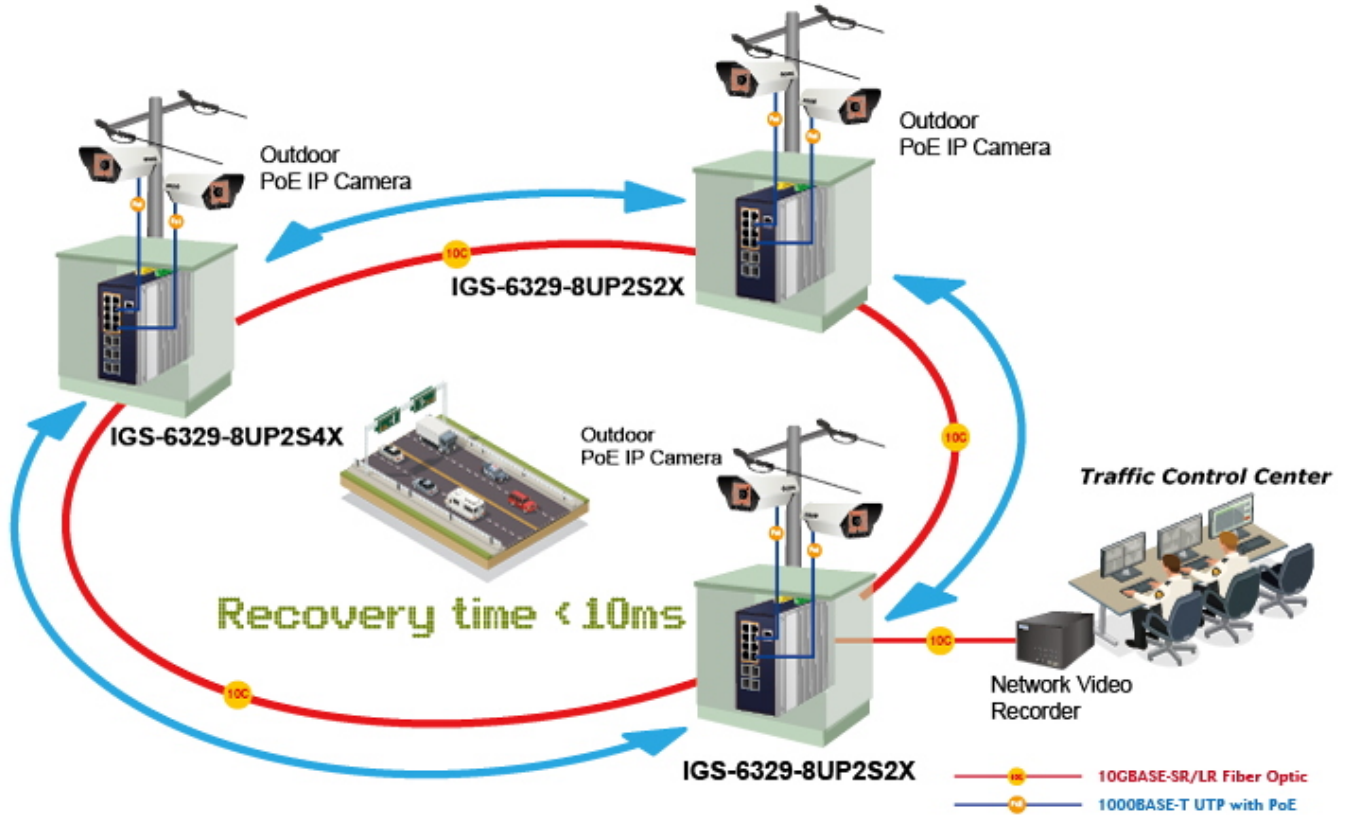 Outdoor
PoE IP Camera
Outdoor
PoE IP Camera
10G
IGS-6329-8UP2S2X
IGS-6329-8UP2S4X
Outdoor
PoE IP Camera
10G
Traffic Control Center
Recovery time < 10ms
10G
10G
Network Video
Recorder
IGS-6329-8UP2S2X
10GBASE-SR/LR Fiber Optic
PoE
1000BASE-T UTP with PoE